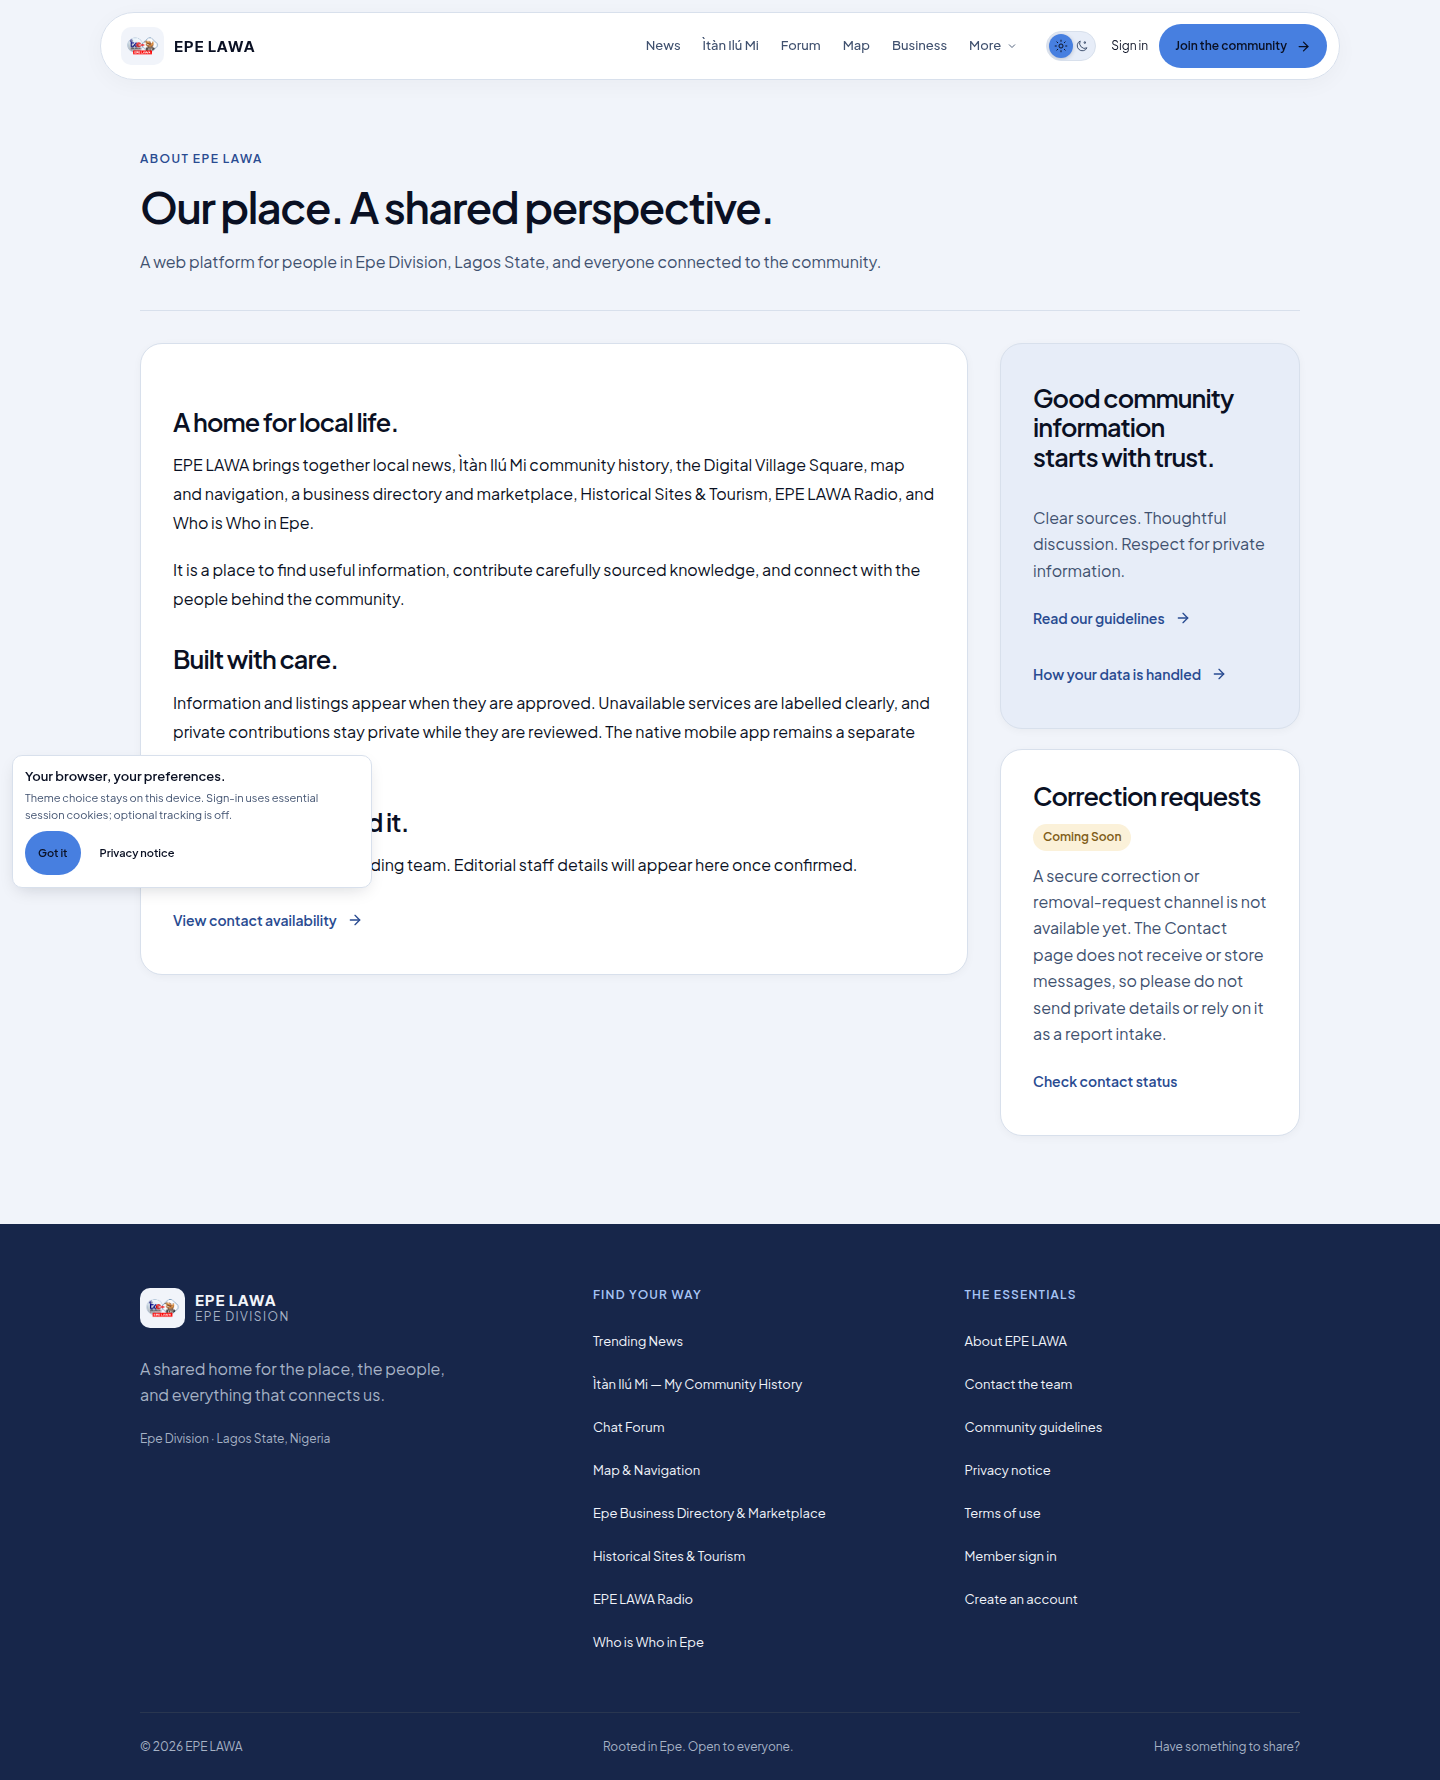 EPE LAWA
News
Ìtàn Ilú Mi
Forum
Map
Business
More
Sign in
Join the community
ABOUT EPE LAWA
Our place. A shared perspective.
A web platform for people in Epe Division, Lagos State, and everyone connected to the community.
A home for local life.
EPE LAWA brings together local news, Ìtàn Ilú Mi community history, the Digital Village Square, map
and navigation, a business directory and marketplace, Historical Sites & Tourism, EPE LAWA Radio, and
Who is Who in Epe.
It is a place to find useful information, contribute carefully sourced knowledge, and connect with the
people behind the community.
Built with care.
Information and listings appear when they are approved. Unavailable services are labelled clearly, and
private contributions stay private while they are reviewed. The native mobile app remains a separate
it.
team. Editorial staff details will appear here once confirmed.
View contact availability
Good community
information
starts with trust.
Clear sources. Thoughtful
discussion. Respect for private
information.
Read our guidelines
How your data is handled
Correction requests
Coming Soon
A secure correction or
removal-request channel is not
available yet. The Contact
page does not receive or store
messages, so please do not
send private details or rely on it
as a report intake.
Check contact status
Your browser, your preferences.
Theme choice stays on this device. Sign-in uses essential
session cookies; optional tracking is off.
Got it
Privacy notice
EPE LAWA
EPE DIVISION
A shared home for the place, the people,
and everything that connects us.
Epe Division · Lagos State, Nigeria
FIND YOUR WAY
Trending News
Ìtàn Ilú Mi — My Community History
Chat Forum
Map & Navigation
Epe Business Directory & Marketplace
Historical Sites & Tourism
EPE LAWA Radio
Who is Who in Epe
THE ESSENTIALS
About EPE LAWA
Contact the team
Community guidelines
Privacy notice
Terms of use
Member sign in
Create an account
© 2026 EPE LAWA
Rooted in Epe. Open to everyone.
Have something to share?